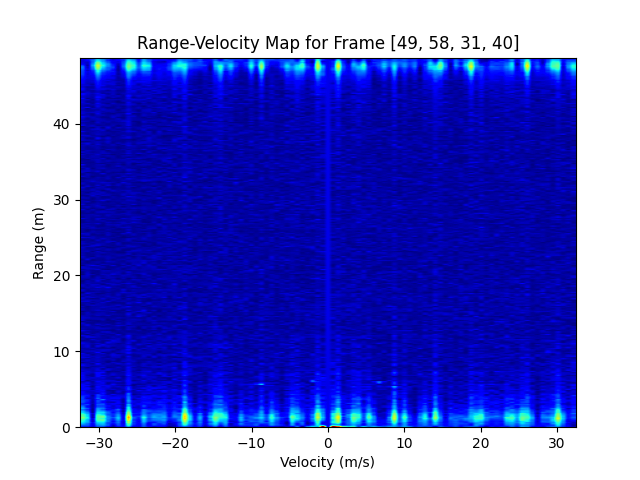 Range-Velocity Map for Frame [49, 58, 31, 40]
Range (m)
40
30
20
10
0
−30 −20 −10 0 10 20 30
Velocity (m/s)